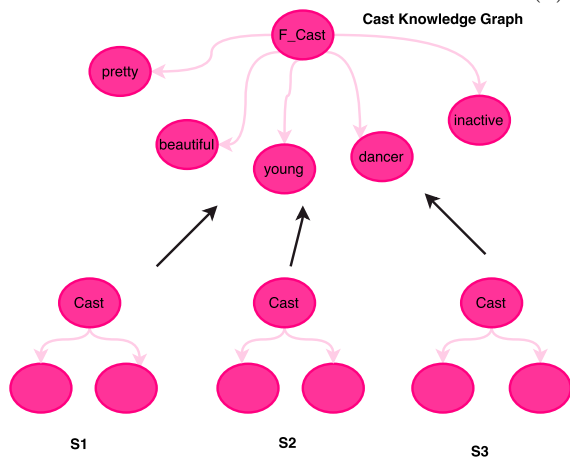 F_Cast
Cast Knowledge Graph
pretty
inactive
beautiful
dancer
young
Cast
Cast
Cast
S1
S2
S3